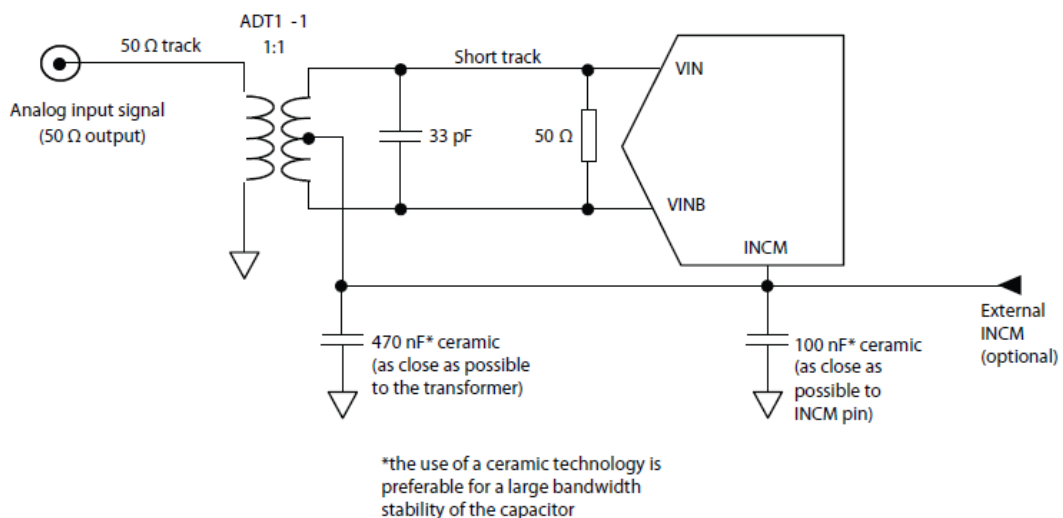 ADT1 -1
1:1
50 Ω track
Short track
VIN
Analog input signal
(50 Ω output)
33 pF
50 Ω
VINB
INCM
External
INCM
(optional)
470 nF* ceramic
(as close as possible
to the transformer)
100 nF* ceramic
(as close as
possible to
INCM pin)
*the use of a ceramic technology is
preferable for a large bandwidth
stability of the capacitor